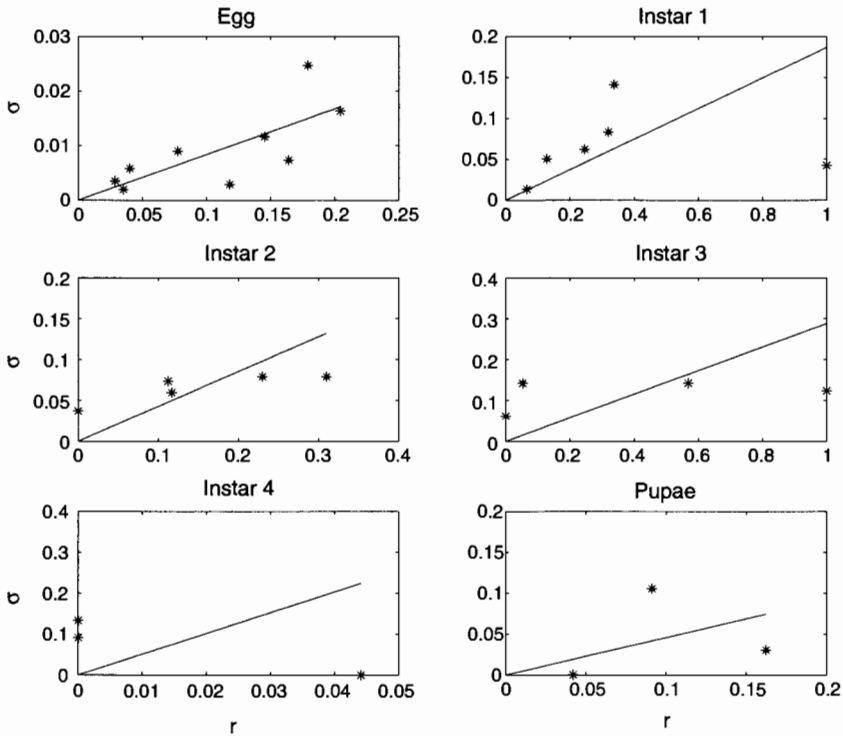 Egg
0.03
0.02
0.01
0
σ
0 0.05 0.1 0.15 0.2 0.25
Instar 1
0.2
0.15
0.1
0.05
0
0 0.2 0.4 0.6 0.8 1
Instar 2
0.2
0.15
0.1
0.05
0
σ
0 0.1 0.2 0.3 0.4
Instar 3
0.4
0.3
0.2
0.1
0
0 0.2 0.4 0.6 0.8 1
Instar 4
0.4
0.3
0.2
0.1
0
σ
0 0.01 0.02 0.03 0.04 0.05
r
Pupae
0.2
0.15
0.1
0.05
0
0 0.05 0.1 0.15 0.2
r